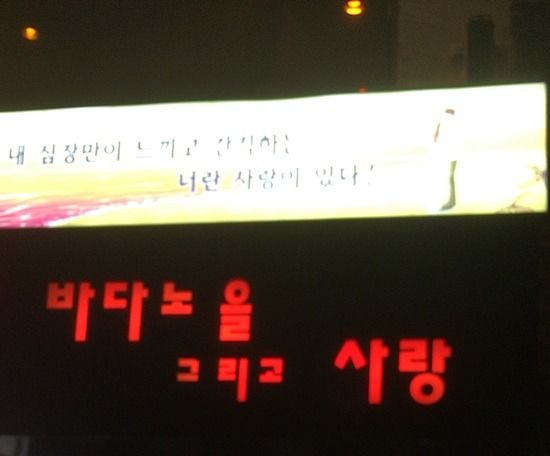 내 심장만이 느끼고 간직하는
너란 사랑이 있다!
바다노을
그리고 사랑